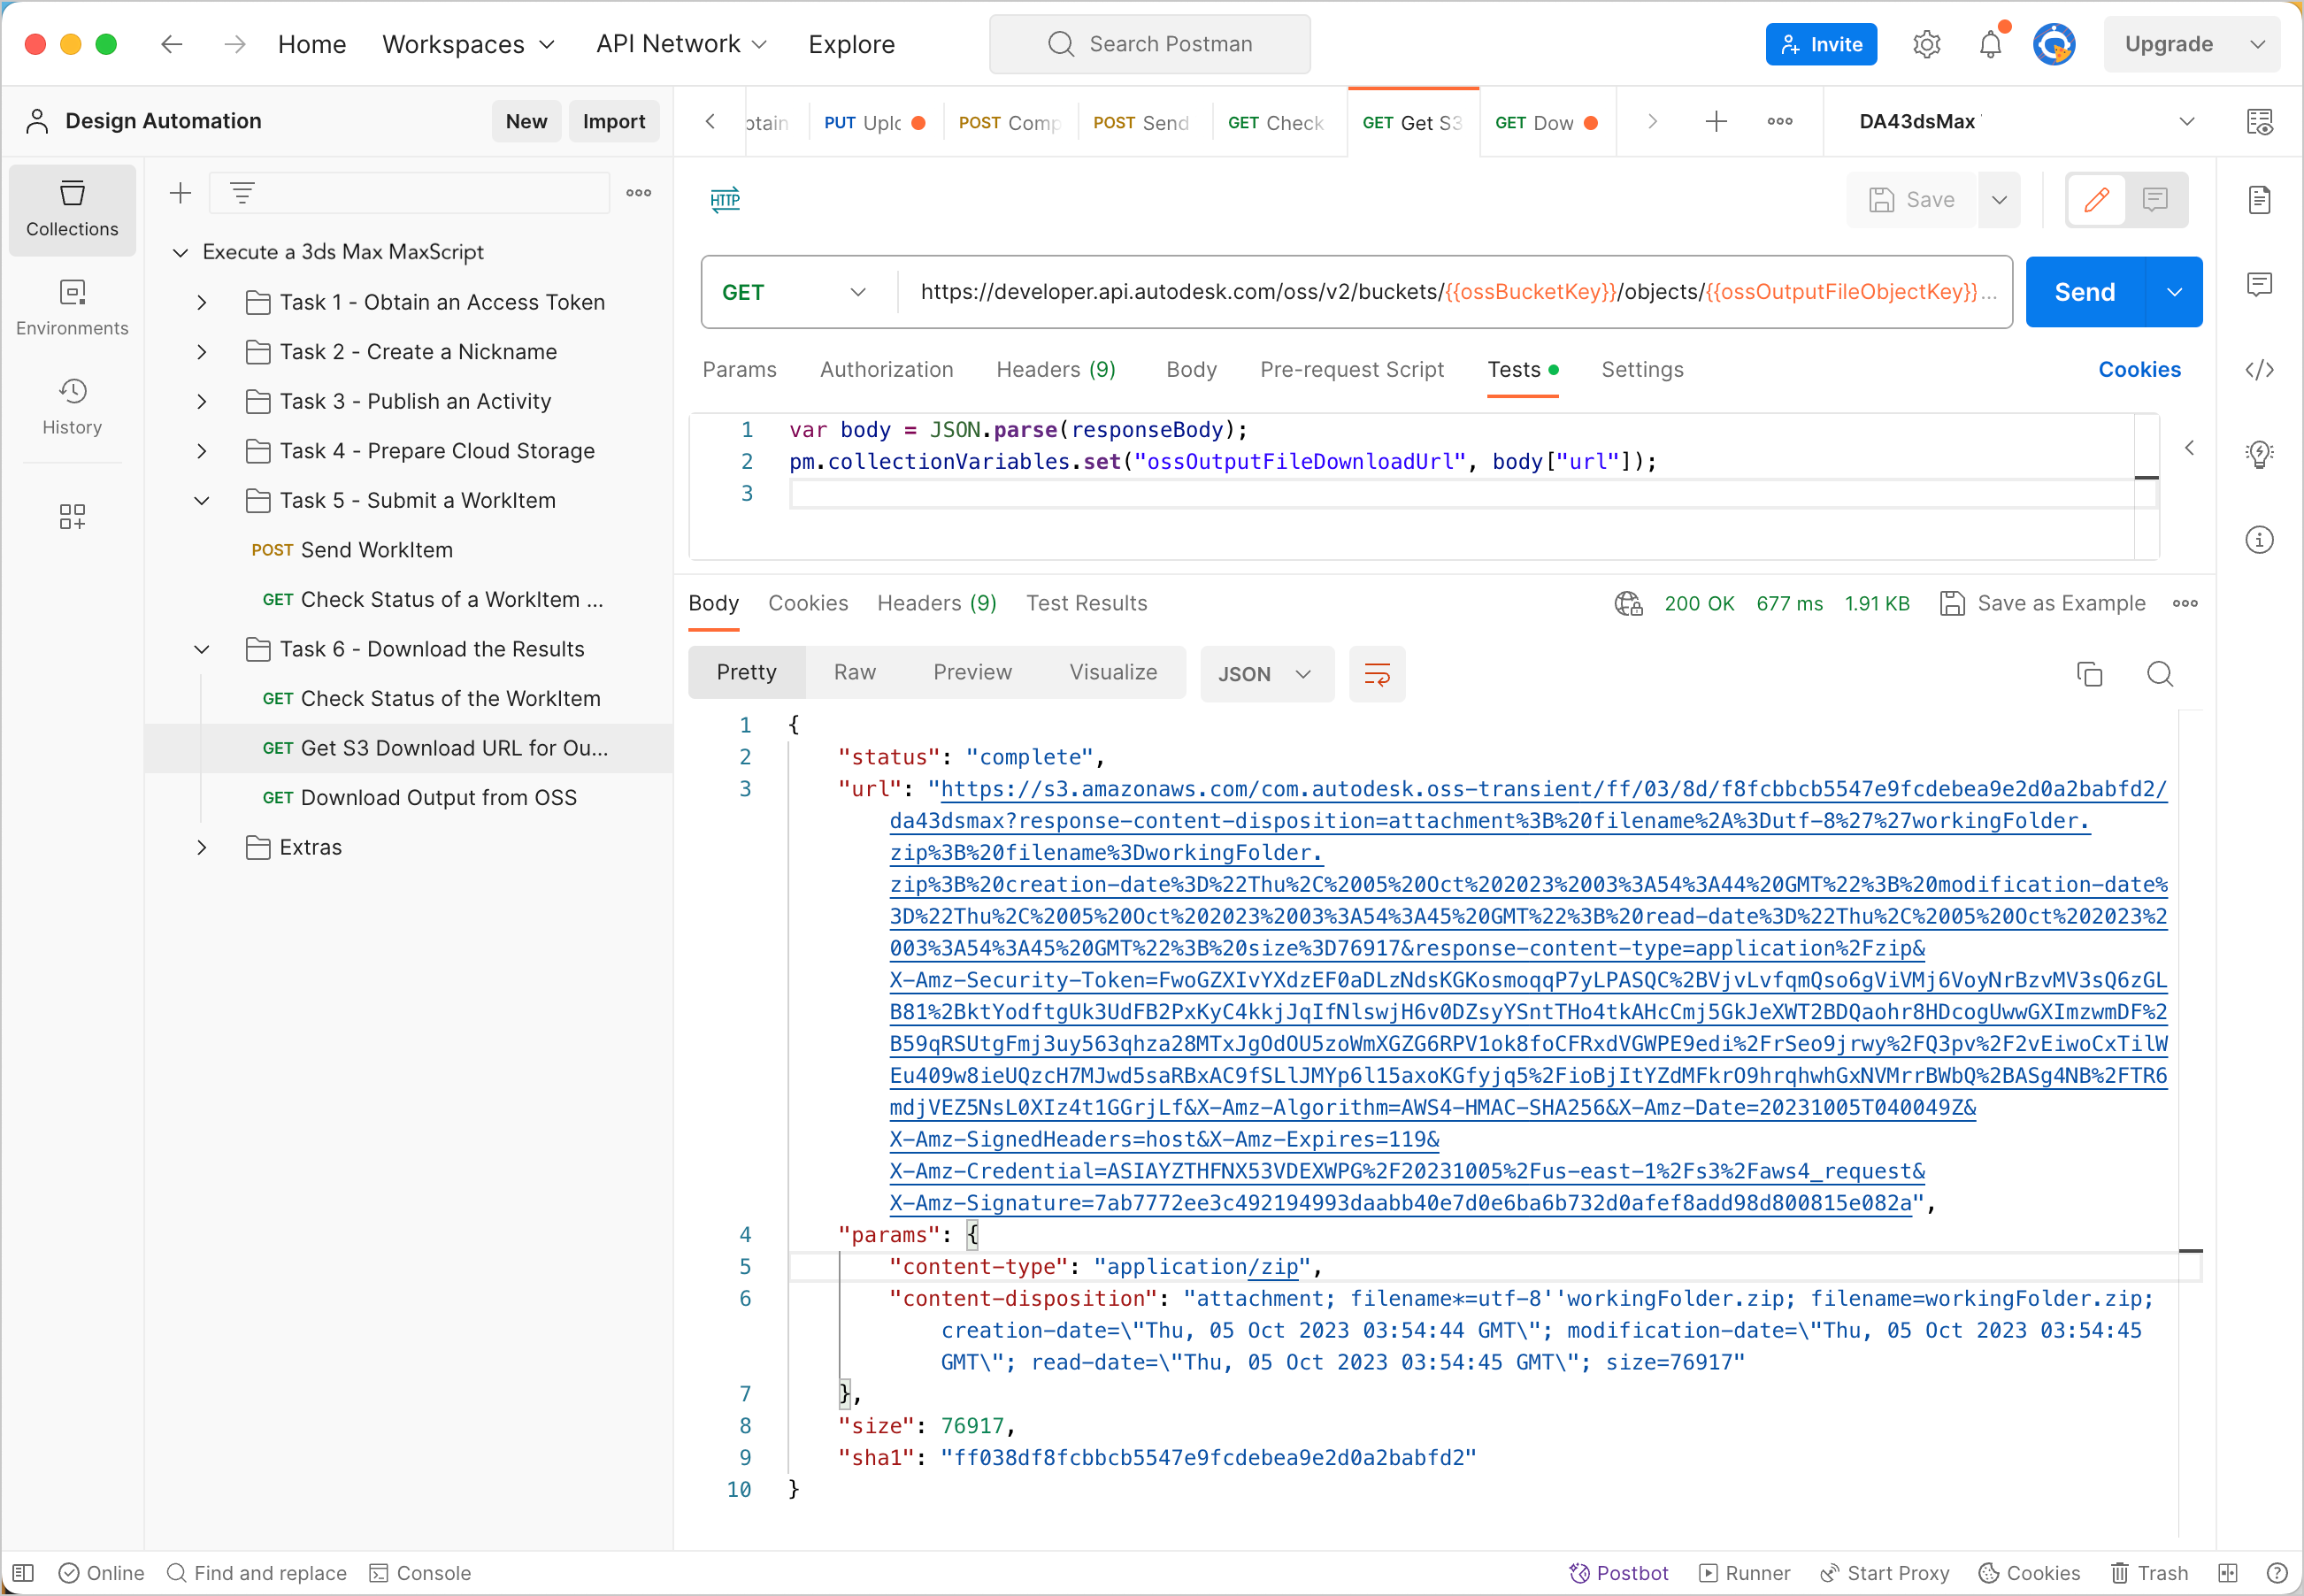 Home
Workspaces
API Network
Explore
Search Postman
Invite
Upgrade
Design Automation
New
Import
PUT
POST Comp
POST Send
GET Check
GET Get S3
GET Dow
DA43dsMax
Collections
Environments
History
Execute a 3ds Max MaxScript
Task 1 - Obtain an Access Token
Task 2 - Create a Nickname
Task 3 - Publish an Activity
Task 4 - Prepare Cloud Storage
Task 5 - Submit a WorkItem
POST Send WorkItem
GET Check Status of a WorkItem ...
Task 6 - Download the Results
GET Check Status of the WorkItem
GET Get S3 Download URL for Ou...
GET Download Output from OSS
Extras
HTTP
Save
GET
https://developer.api.autodesk.com/oss/v2/buckets/{{ossBucketKey}}/objects/{{ossOutputFileObjectKey}}...
Send
Params
Authorization
Headers (9)
Body
Pre-request Script
Tests
Settings
Cookies
1 var body = JSON.parse(responseBody);
2 pm.collectionVariables.set("ossOutputFileDownloadUrl", body["url"]);
3
Body
Cookies
Headers (9)
Test Results
200 OK
677 ms
1.91 KB
Save as Example
Pretty
Raw
Preview
Visualize
JSON
1 {
2 "status": "complete",
3 "url": "https://s3.amazonaws.com/com.autodesk.oss-transient/ff/03/8d/f8fcbbcb5547e9fcdebea9e2d0a2babfd2/
da43dsmax?response-content-disposition=attachment%3B%20filename%2A%3Dutf-8%27%27workingFolder.
zip%3B%20filename%3DworkingFolder.
zip%3B%20creation-date%3D%22Thu%2C%2005%20Oct%202023%2003%3A54%3A44%20GMT%22%3B%20modification-date%
3D%22Thu%2C%2005%20Oct%202023%2003%3A54%3A45%20GMT%22%3B%20read-date%3D%22Thu%2C%2005%20Oct%202023%2
003%3A54%3A45%20GMT%22%3B%20size%3D76917&response-content-type=application%2Fzip&
X-Amz-Security-Token=FwoGZXIvYXdzEF0aDLzNdsKGKosmoqqP7yLPASQC%2BVjvLvfqmQso6gViVMj6VoyNrBzvMV3sQ6zGL
B81%2BktYodftgUk3UdFB2PxKyC4kkjJqIfNlswjH6v0DZsyYSntTHo4tkAHcCmj5GkJeXWT2BDQaohr8HDcogUwwGXImzwmDF%2
B59qRSUtgFmj3uy563qhza28MTxJgOdOU5zoWmXGZG6RPV1ok8foCFRxdVGWPE9edi%2FrSeo9jrwy%2FQ3pv%2F2vEiwoCxTilW
Eu409w8ieUQzcH7MJwd5saRBxAC9fSLlJMYp6l15axoKGfyjq5%2FioBjItYZdMFkrO9hrqhwhGxNVMrrBWbQ%2BASg4NB%2FTR6
mdjVEZ5NsL0XIz4t1GGrjLf&X-Amz-Algorithm=AWS4-HMAC-SHA256&X-Amz-Date=20231005T040049Z&
X-Amz-SignedHeaders=host&X-Amz-Expires=119&
X-Amz-Credential=ASIAYZTHFNX53VDEXWPG%2F20231005%2Fus-east-1%2Fs3%2Faws4_request&
X-Amz-Signature=7ab7772ee3c492194993daabb40e7d0e6ba6b732d0afef8add98d800815e082a",
4 "params": {
5 "content-type": "application/zip",
6 "content-disposition": "attachment; filename*=utf-8''workingFolder.zip; filename=workingFolder.zip;
creation-date=\"Thu, 05 Oct 2023 03:54:44 GMT\"; modification-date=\"Thu, 05 Oct 2023 03:54:45
GMT\"; read-date=\"Thu, 05 Oct 2023 03:54:45 GMT\"; size=76917"
7 },
8 "size": 76917,
9 "sha1": "ff038df8fcbbcb5547e9fcdebea9e2d0a2babfd2"
10 }
Online
Find and replace
Console
Postbot
Runner
Start Proxy
Cookies
Trash